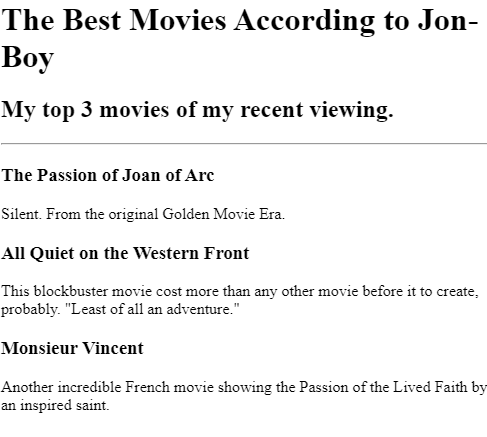 The Best Movies According to Jon-
Boy
My top 3 movies of my recent viewing.
The Passion of Joan of Arc
Silent. From the original Golden Movie Era.
All Quiet on the Western Front
This blockbuster movie cost more than any other movie before it to create,
probably. "Least of all an adventure."
Monsieur Vincent
Another incredible French movie showing the Passion of the Lived Faith by
an inspired saint.